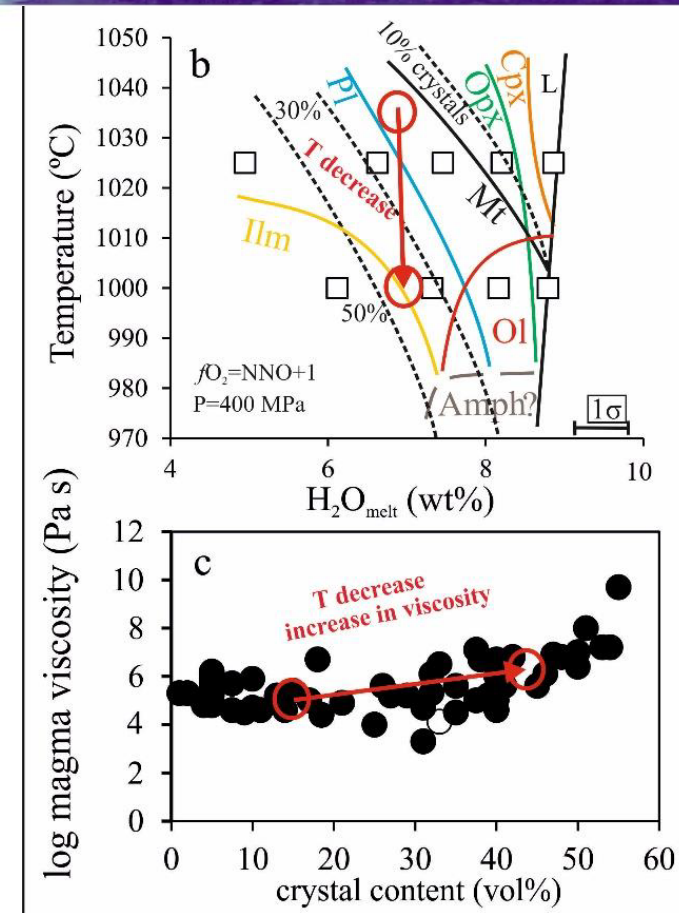 b
Temperature (ºC)
1050
1040
1030
1020
1010
1000
990
980
970
10% crystals
Cpx
Opx
L
Pl
30%
T decrease
Mt
Ilm
50%
Ol
fO₂=NNO+1
P=400 MPa
Amph?
1σ
4 6 8 10
H₂Omelt (wt%)
c
log magma viscosity (Pa s)
12
10
8
6
4
2
0
T decrease
increase in viscosity
0 10 20 30 40 50 60
crystal content (vol%)